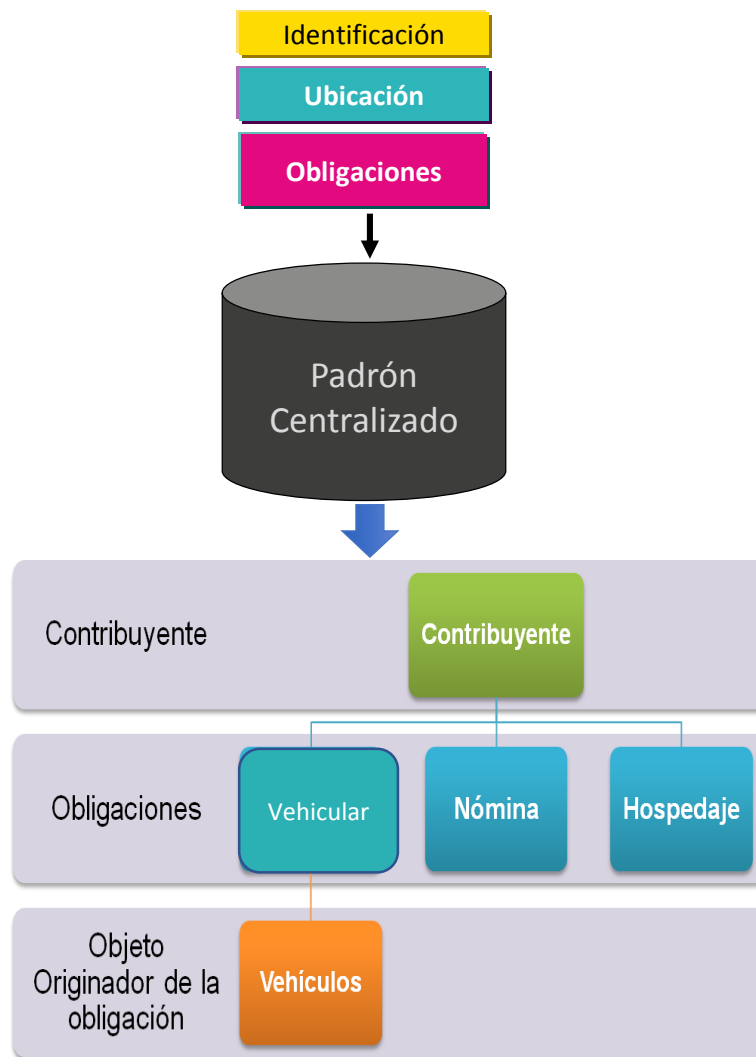 Identificación
Ubicación
Obligaciones
Padrón
Centralizado
Contribuyente
Contribuyente
Obligaciones
Vehicular
Nómina
Hospedaje
Objeto
Originador de la
obligación
Vehículos